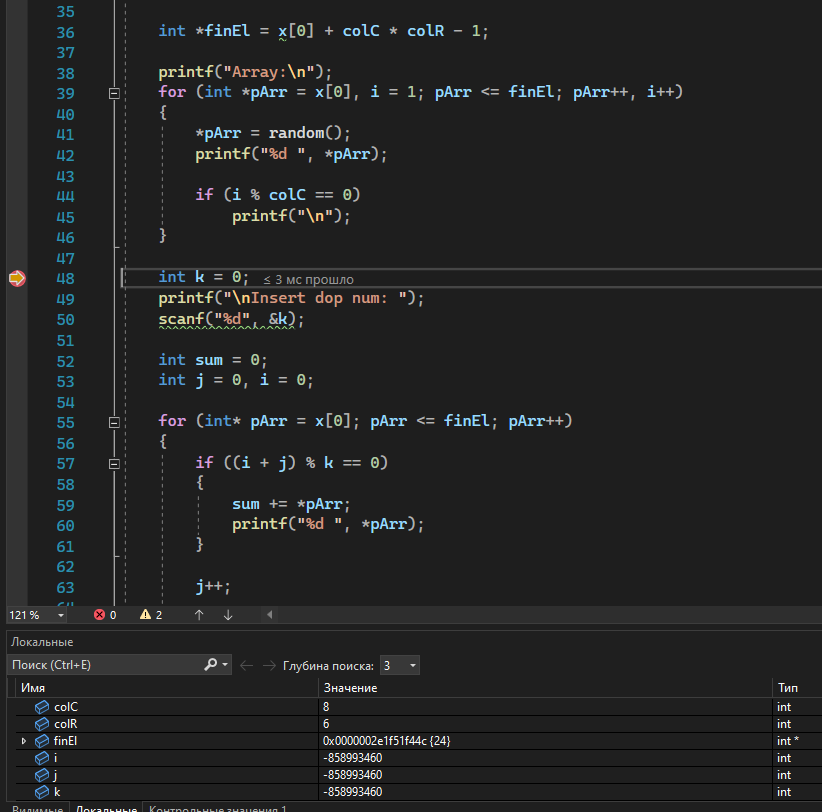 35
36 int *finEl = x[0] + colC * colR - 1;
37
38 printf("Array:\n");
39 for (int *pArr = x[0], i = 1; pArr <= finEl; pArr++, i++)
40 {
41 *pArr = random();
42 printf("%d ", *pArr);
43
44 if (i % colC == 0)
45 printf("\n");
46 }
47
48 int k = 0; ≤ 3 мс прошло
49 printf("\nInsert dop num: ");
50 scanf("%d", &k);
51
52 int sum = 0;
53 int j = 0, i = 0;
54
55 for (int* pArr = x[0]; pArr <= finEl; pArr++)
56 {
57 if ((i + j) % k == 0)
58 {
59 sum += *pArr;
60 printf("%d ", *pArr);
61 }
62
63 j++;
64
121 % 0 2
Локальные
Поиск (Ctrl+E) Глубина поиска: 3
Имя Значение Тип
colC 8 int
colR 6 int
finEl 0x0000002e1f51f44c {24} int *
i -858993460 int
j -858993460 int
k -858993460 int
Видимые Локальные Контрольные значения 1